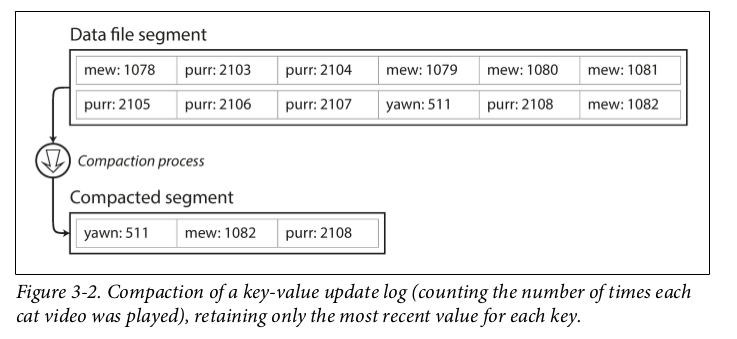 Data file segment
mew: 1078 purr: 2103 purr: 2104 mew: 1079 mew: 1080 mew: 1081
purr: 2105 purr: 2106 purr: 2107 yawn: 511 purr: 2108 mew: 1082
Compaction process
Compacted segment
yawn: 511 mew: 1082 purr: 2108
Figure 3-2. Compaction of a key-value update log (counting the number of times each
cat video was played), retaining only the most recent value for each key.